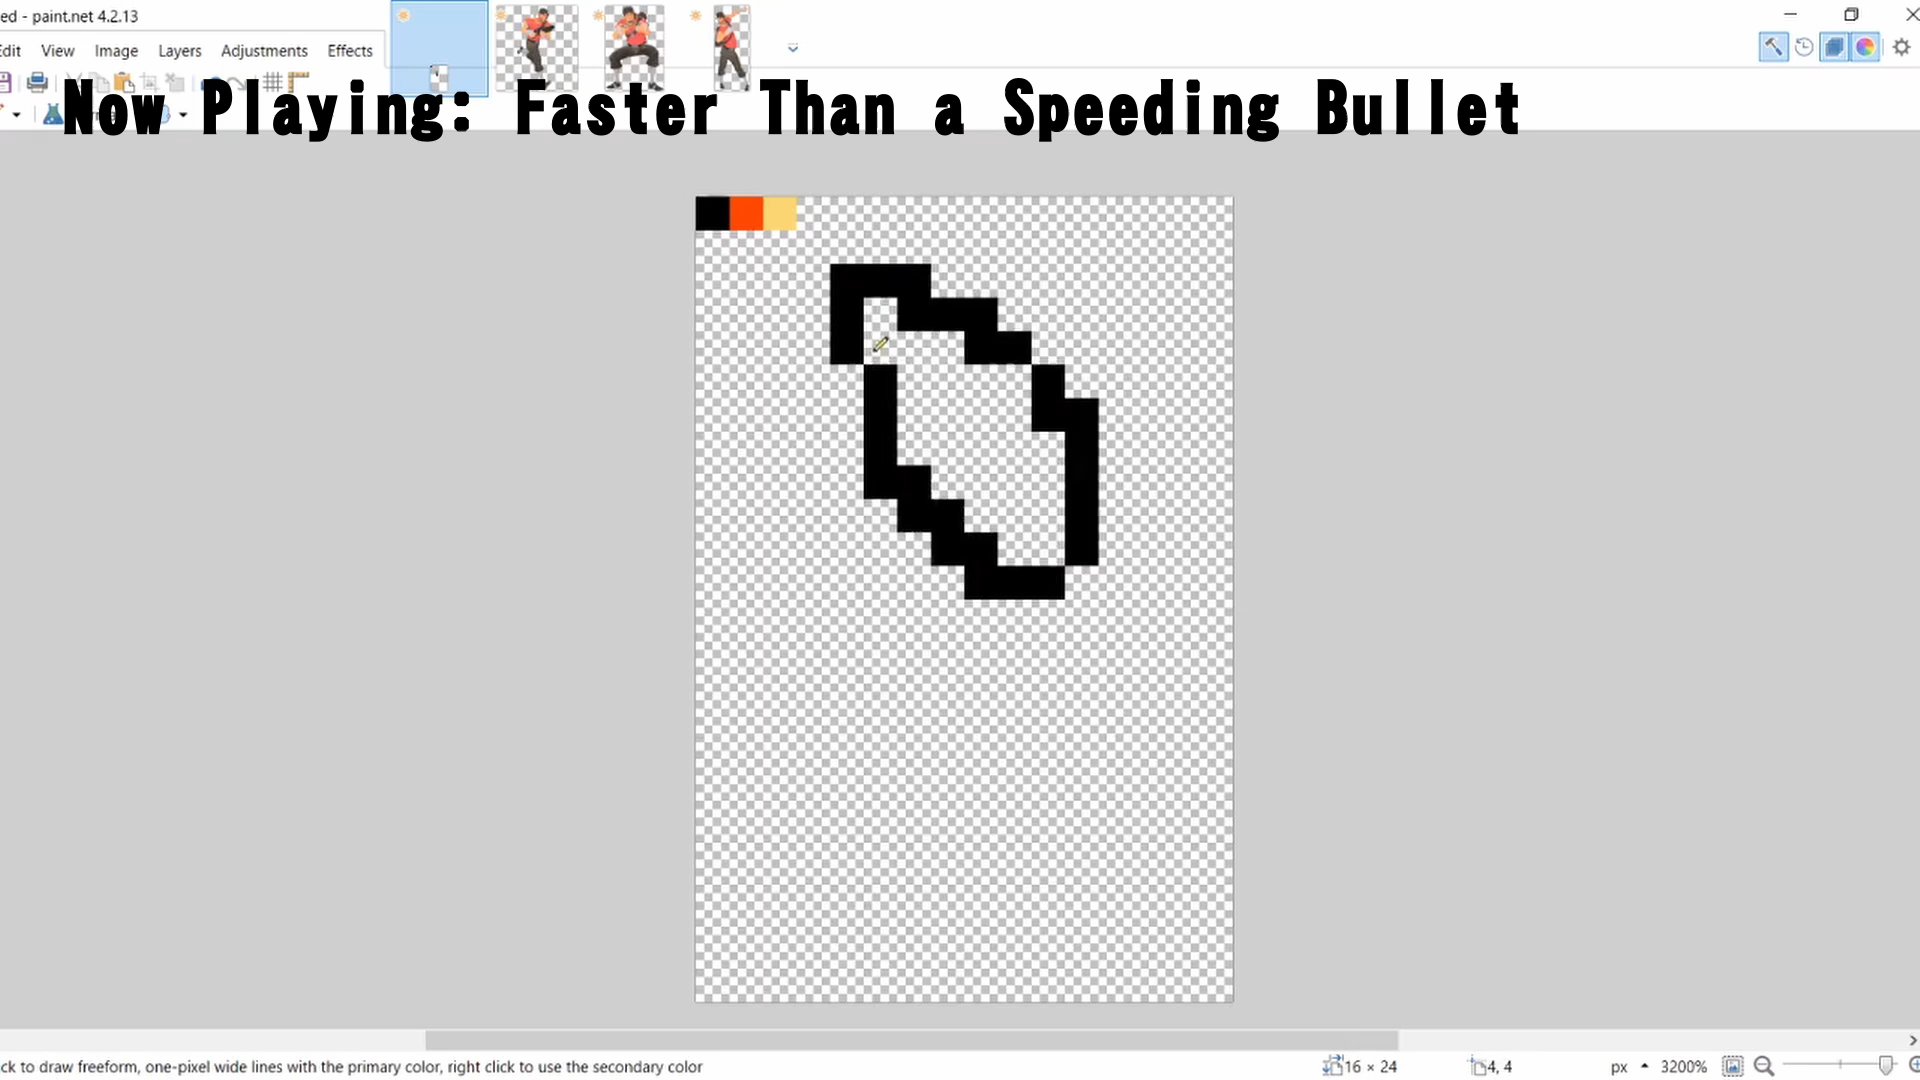 ed - paint.net 4.2.13
dit View Image Layers Adjustments Effects
Now Playing: Faster Than a Speeding Bullet
ck to draw freeform, one-pixel wide lines with the primary color, right click to use the secondary color
16 × 24
4, 4
px
3200%